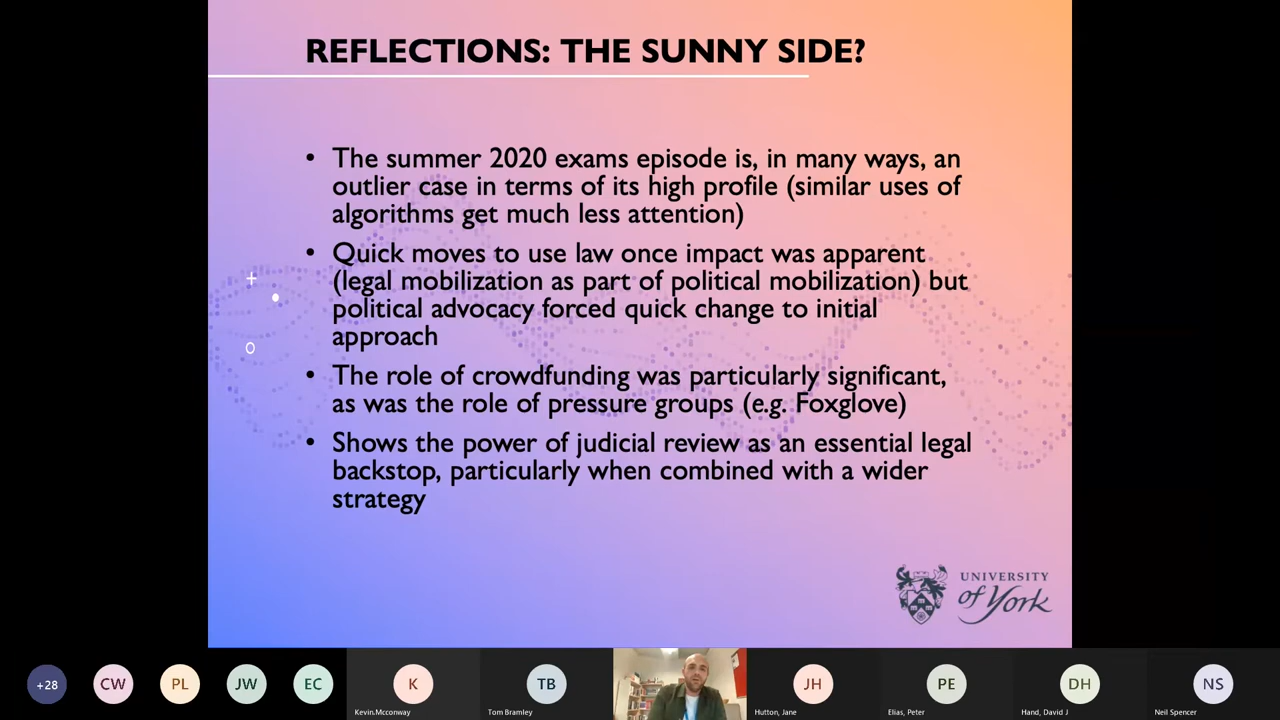 REFLECTIONS: THE SUNNY SIDE?
• The summer 2020 exams episode is, in many ways, an
outlier case in terms of its high profile (similar uses of
algorithms get much less attention)
• Quick moves to use law once impact was apparent
(legal mobilization as part of political mobilization) but
political advocacy forced quick change to initial
approach
• The role of crowdfunding was particularly significant,
as was the role of pressure groups (e.g. Foxglove)
• Shows the power of judicial review as an essential legal
backstop, particularly when combined with a wider
strategy
UNIVERSITY
of York
+28
CW
PL
JW
EC
K
Kevin.Mcconway
TB
Tom Bramley
JH
Hutton, Jane
PE
Elias, Peter
DH
Hand, David J
NS
Neil Spencer